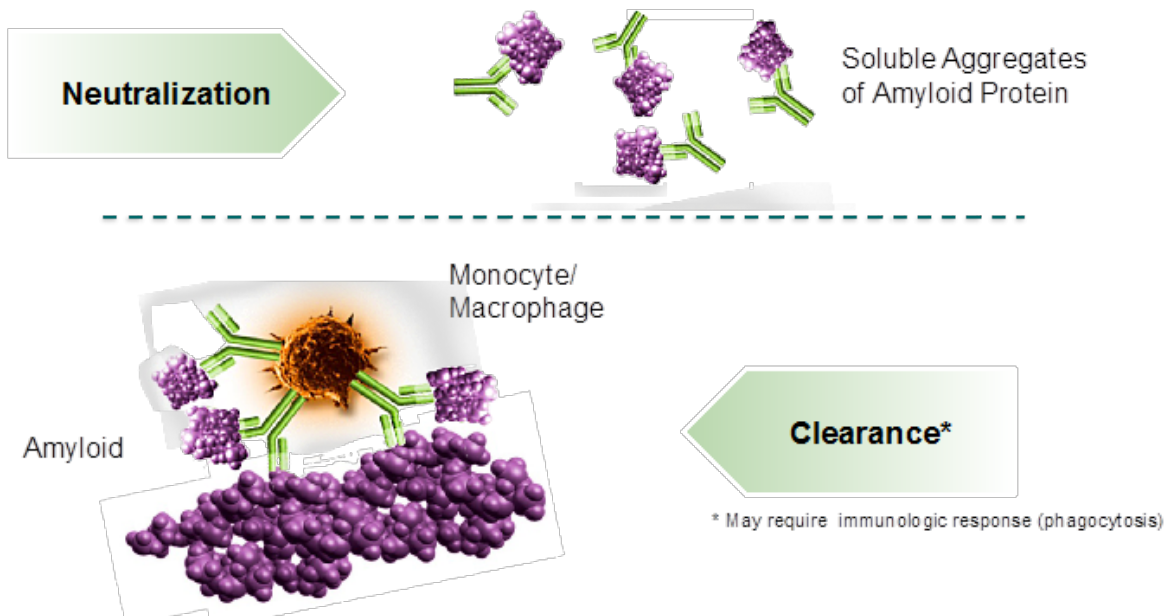 Neutralization
Soluble Aggregates
of Amyloid Protein
Monocyte/
Macrophage
Amyloid
Clearance*
* May require immunologic response (phagocytosis)